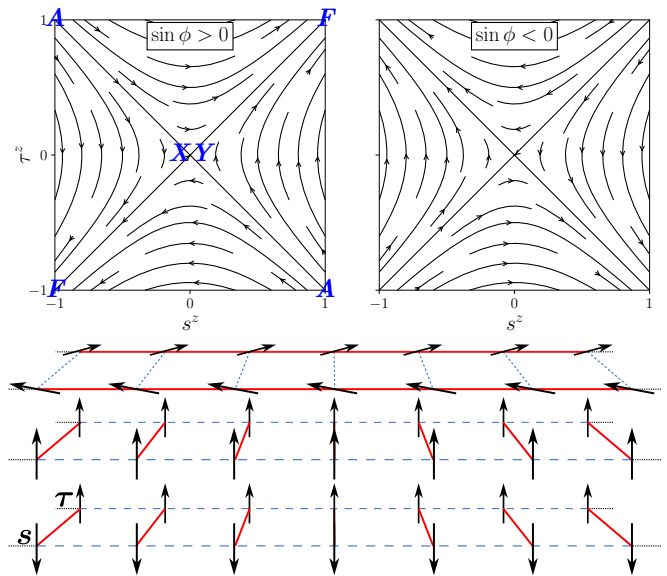 A F sin ϕ > 0 sin ϕ < 0
1
τ^z 0 XY
−1 F A
−1 0 1 −1 0 1
s^z s^z
τ
s